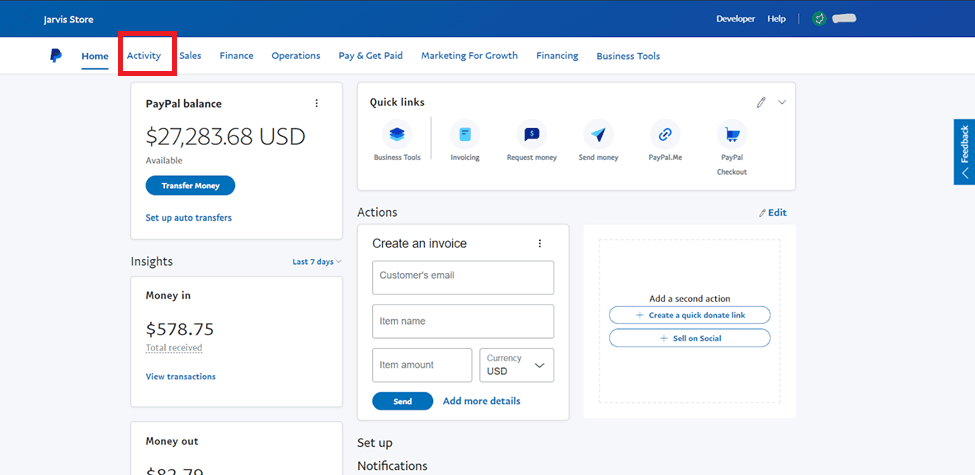 Jarvis Store
Developer Help
Home Activity Sales Finance Operations Pay & Get Paid Marketing For Growth Financing Business Tools
PayPal balance
$27,283.68 USD
Available
Transfer Money
Set up auto transfers
Quick links
Business Tools Invoicing Request money Send money PayPal.Me PayPal
Checkout
Feedback
Insights
Last 7 days
Money in
$578.75
Total received
View transactions
Money out
$82.79
Actions
Edit
Create an invoice
Customer's email
Item name
Item amount
Currency
USD
Send
Add more details
Add a second action
Create a quick donate link
Sell on Social
Set up
Notifications